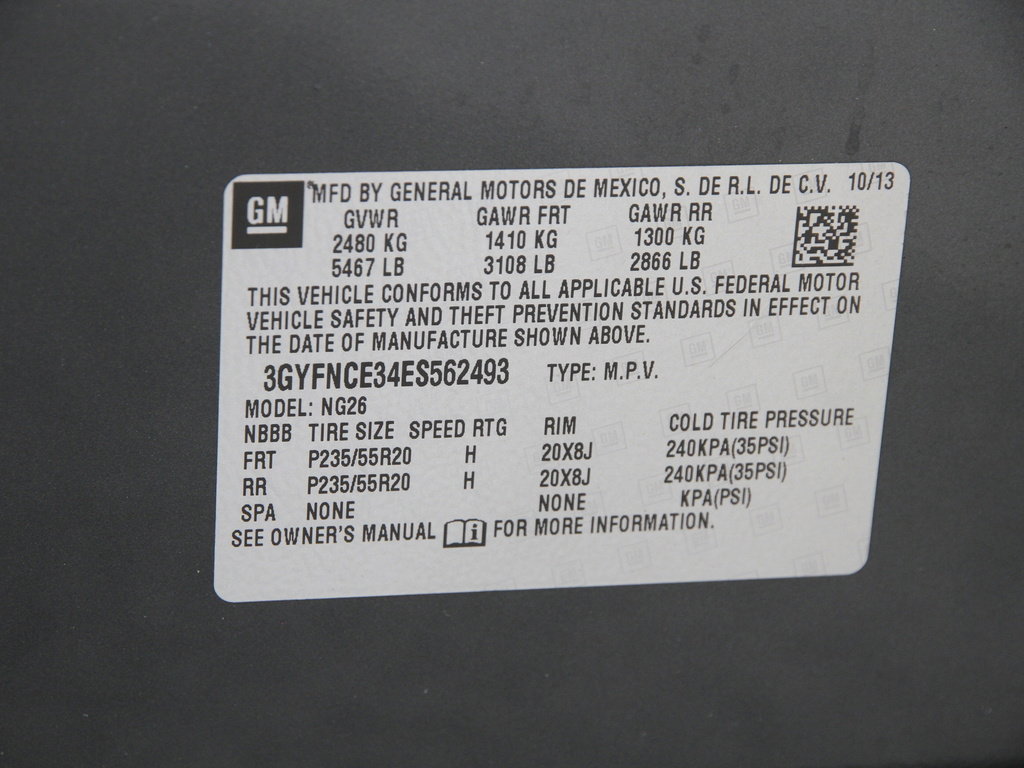 GM
MFD BY GENERAL MOTORS DE MEXICO, S. DE R.L. DE C.V. 10/13
GVWR GAWR FRT GAWR RR
2480 KG 1410 KG 1300 KG
5467 LB 3108 LB 2866 LB
THIS VEHICLE CONFORMS TO ALL APPLICABLE U.S. FEDERAL MOTOR
VEHICLE SAFETY AND THEFT PREVENTION STANDARDS IN EFFECT ON
THE DATE OF MANUFACTURE SHOWN ABOVE.
3GYFNCE34ES562493 TYPE: M.P.V.
MODEL: NG26
NBBB TIRE SIZE SPEED RTG RIM COLD TIRE PRESSURE
FRT P235/55R20 H 20X8J 240KPA(35PSI)
RR P235/55R20 H 20X8J 240KPA(35PSI)
SPA NONE NONE KPA(PSI)
SEE OWNER'S MANUAL i FOR MORE INFORMATION.